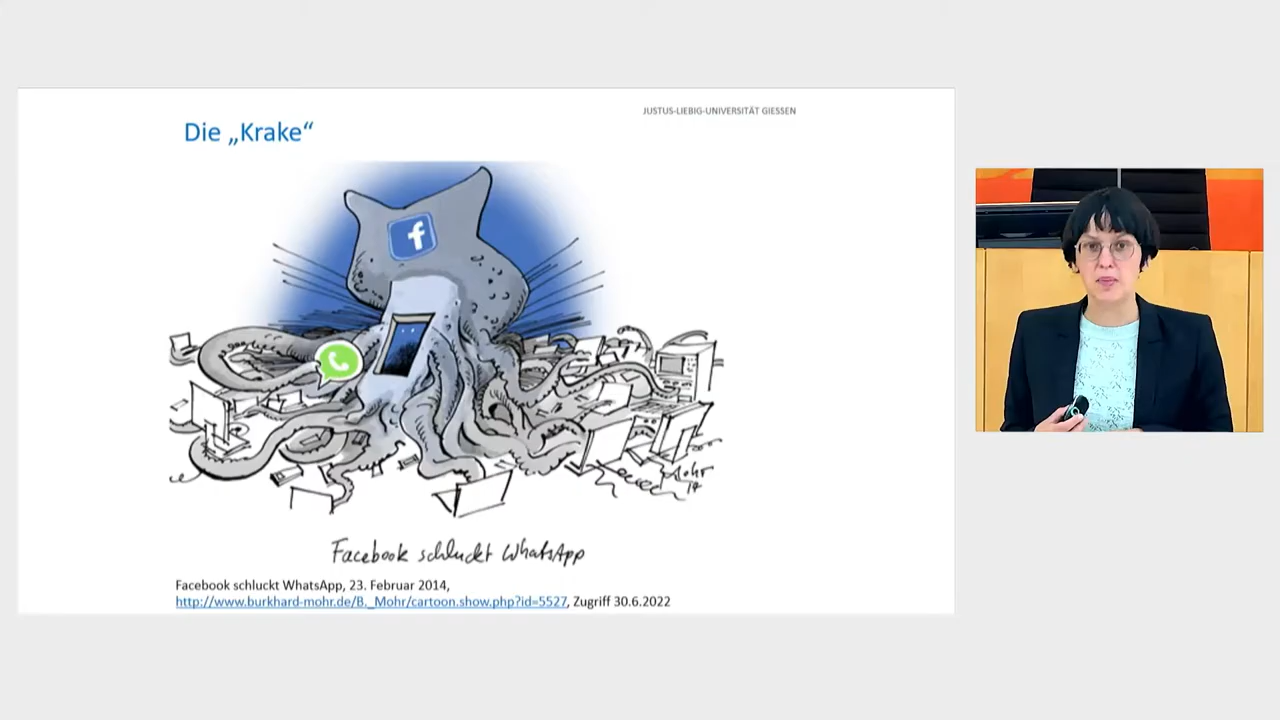 JUSTUS-LIEBIG-UNIVERSITÄT GIESSEN
Die „Krake“
f
Mohr
14
Facebook schluckt WhatsApp
Facebook schluckt WhatsApp, 23. Februar 2014,
http://www.burkhard-mohr.de/B._Mohr/cartoon.show.php?id=5527, Zugriff 30.6.2022